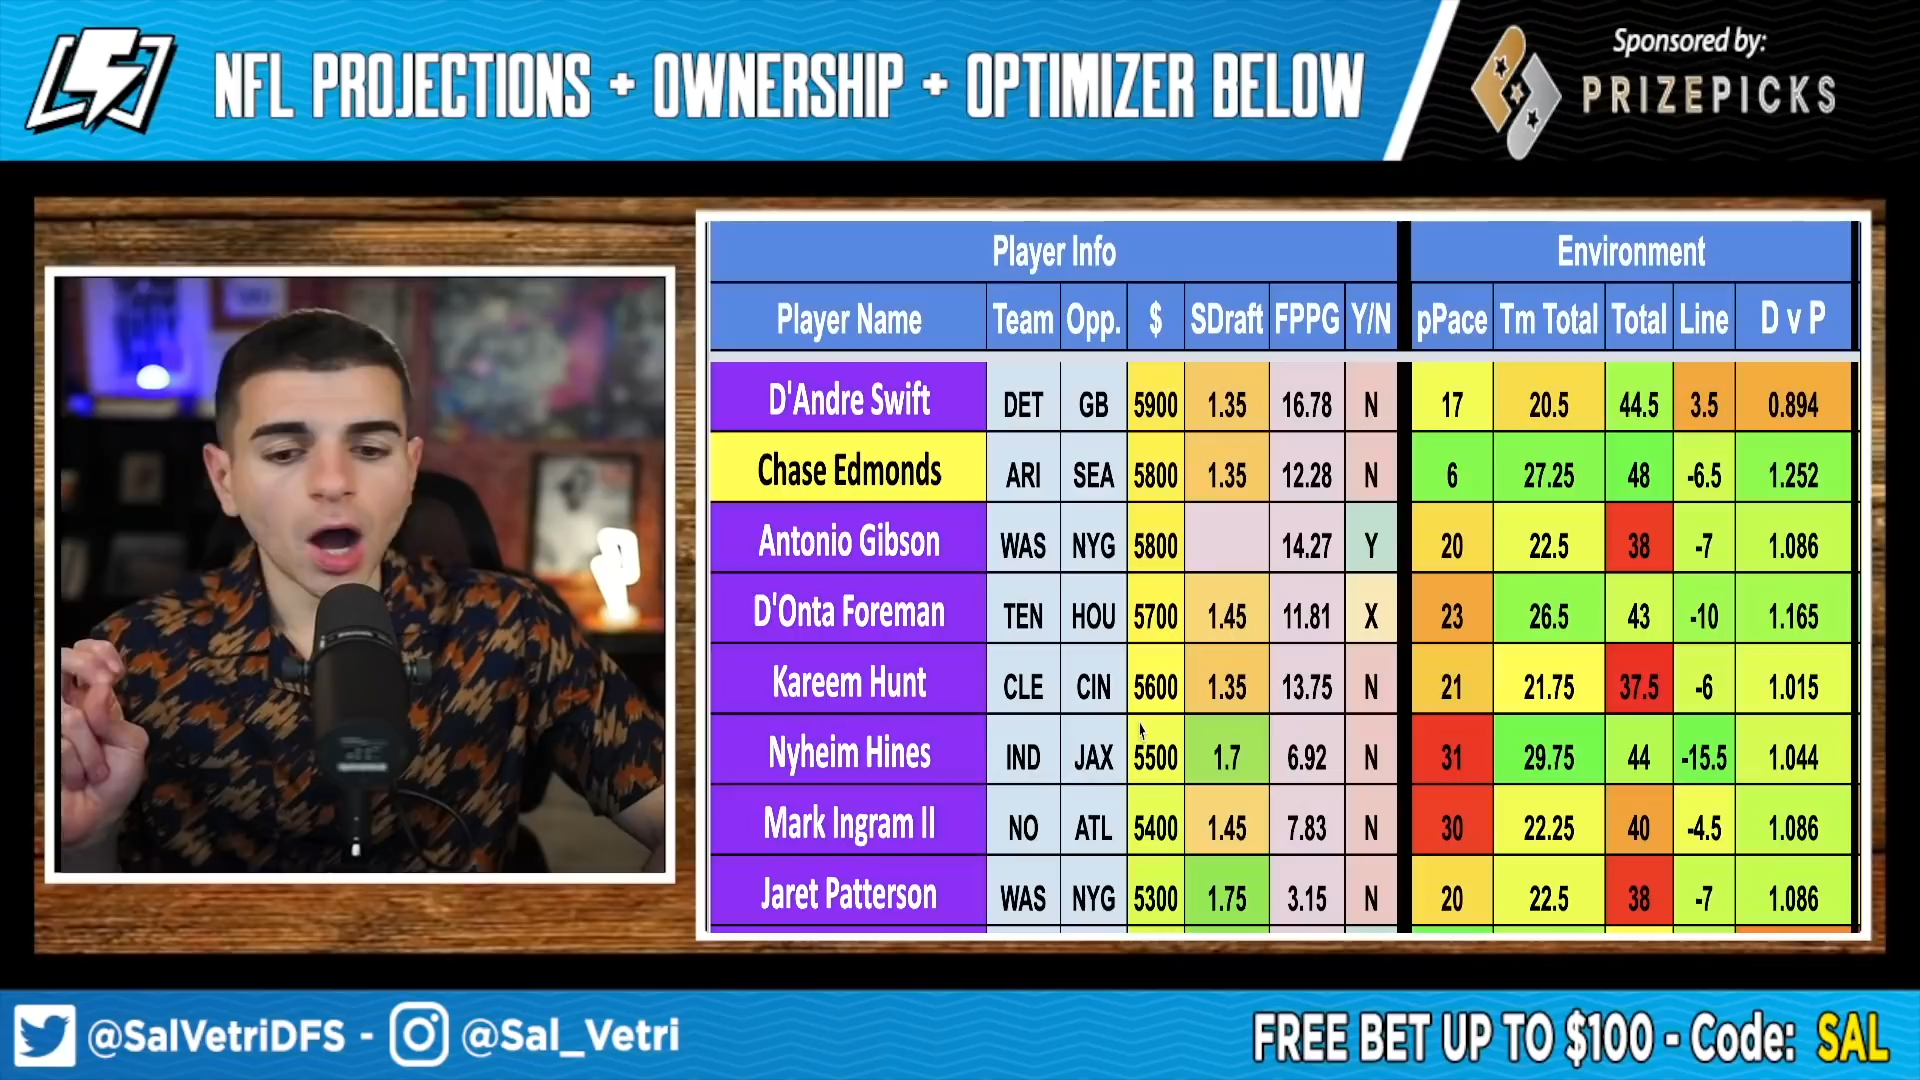 NFL PROJECTIONS + OWNERSHIP + OPTIMIZER BELOW
Sponsored by:
PRIZEPICKS
Player Info Environment
Player Name Team Opp. $ SDraft FPPG Y/N pPace Tm Total Total Line D v P
D'Andre Swift DET GB 5900 1.35 16.78 N 17 20.5 44.5 3.5 0.894
Chase Edmonds ARI SEA 5800 1.35 12.28 N 6 27.25 48 -6.5 1.252
Antonio Gibson WAS NYG 5800 14.27 Y 20 22.5 38 -7 1.086
D'Onta Foreman TEN HOU 5700 1.45 11.81 X 23 26.5 43 -10 1.165
Kareem Hunt CLE CIN 5600 1.35 13.75 N 21 21.75 37.5 -6 1.015
Nyheim Hines IND JAX 5500 1.7 6.92 N 31 29.75 44 -15.5 1.044
Mark Ingram II NO ATL 5400 1.45 7.83 N 30 22.25 40 -4.5 1.086
Jaret Patterson WAS NYG 5300 1.75 3.15 N 20 22.5 38 -7 1.086
@SalVetriDFS - @Sal_Vetri
FREE BET UP TO $100 - Code: SAL